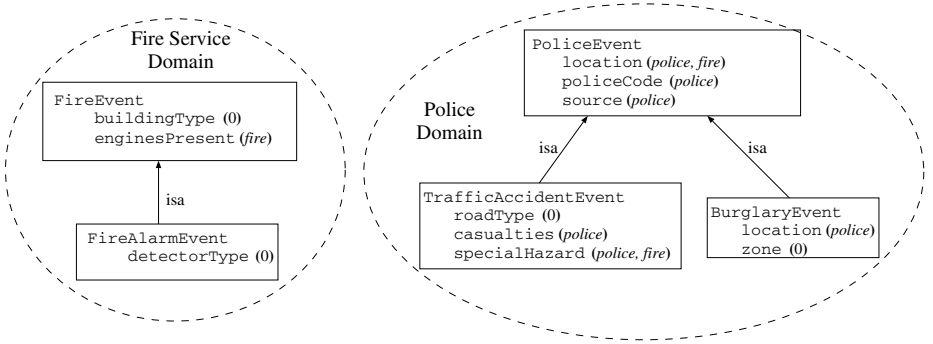 Fire Service
Domain
FireEvent
buildingType (0)
enginesPresent (fire)
isa
FireAlarmEvent
detectorType (0)
Police
Domain
PoliceEvent
location (police, fire)
policeCode (police)
source (police)
isa
isa
TrafficAccidentEvent
roadType (0)
casualties (police)
specialHazard (police, fire)
BurglaryEvent
location (police)
zone (0)